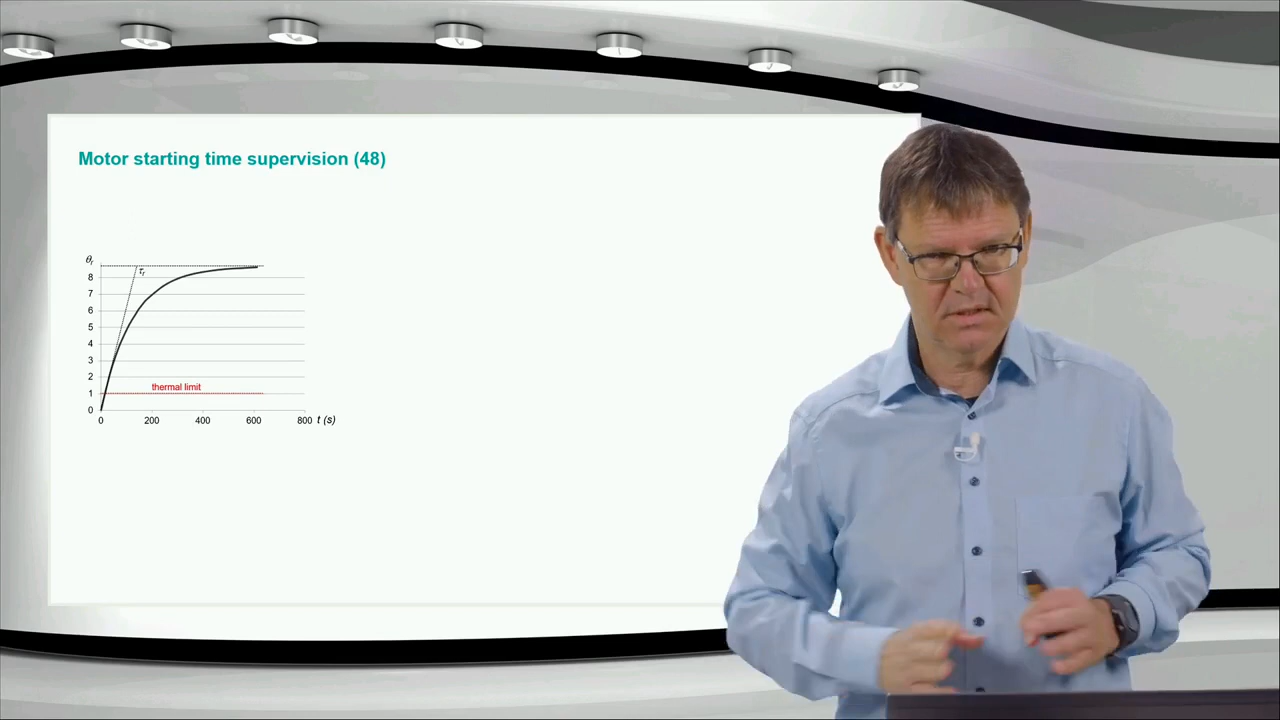 Motor starting time supervision (48)
θr
τr
8
7
6
5
4
3
2
thermal limit
1
0
0 200 400 600 800 t (s)